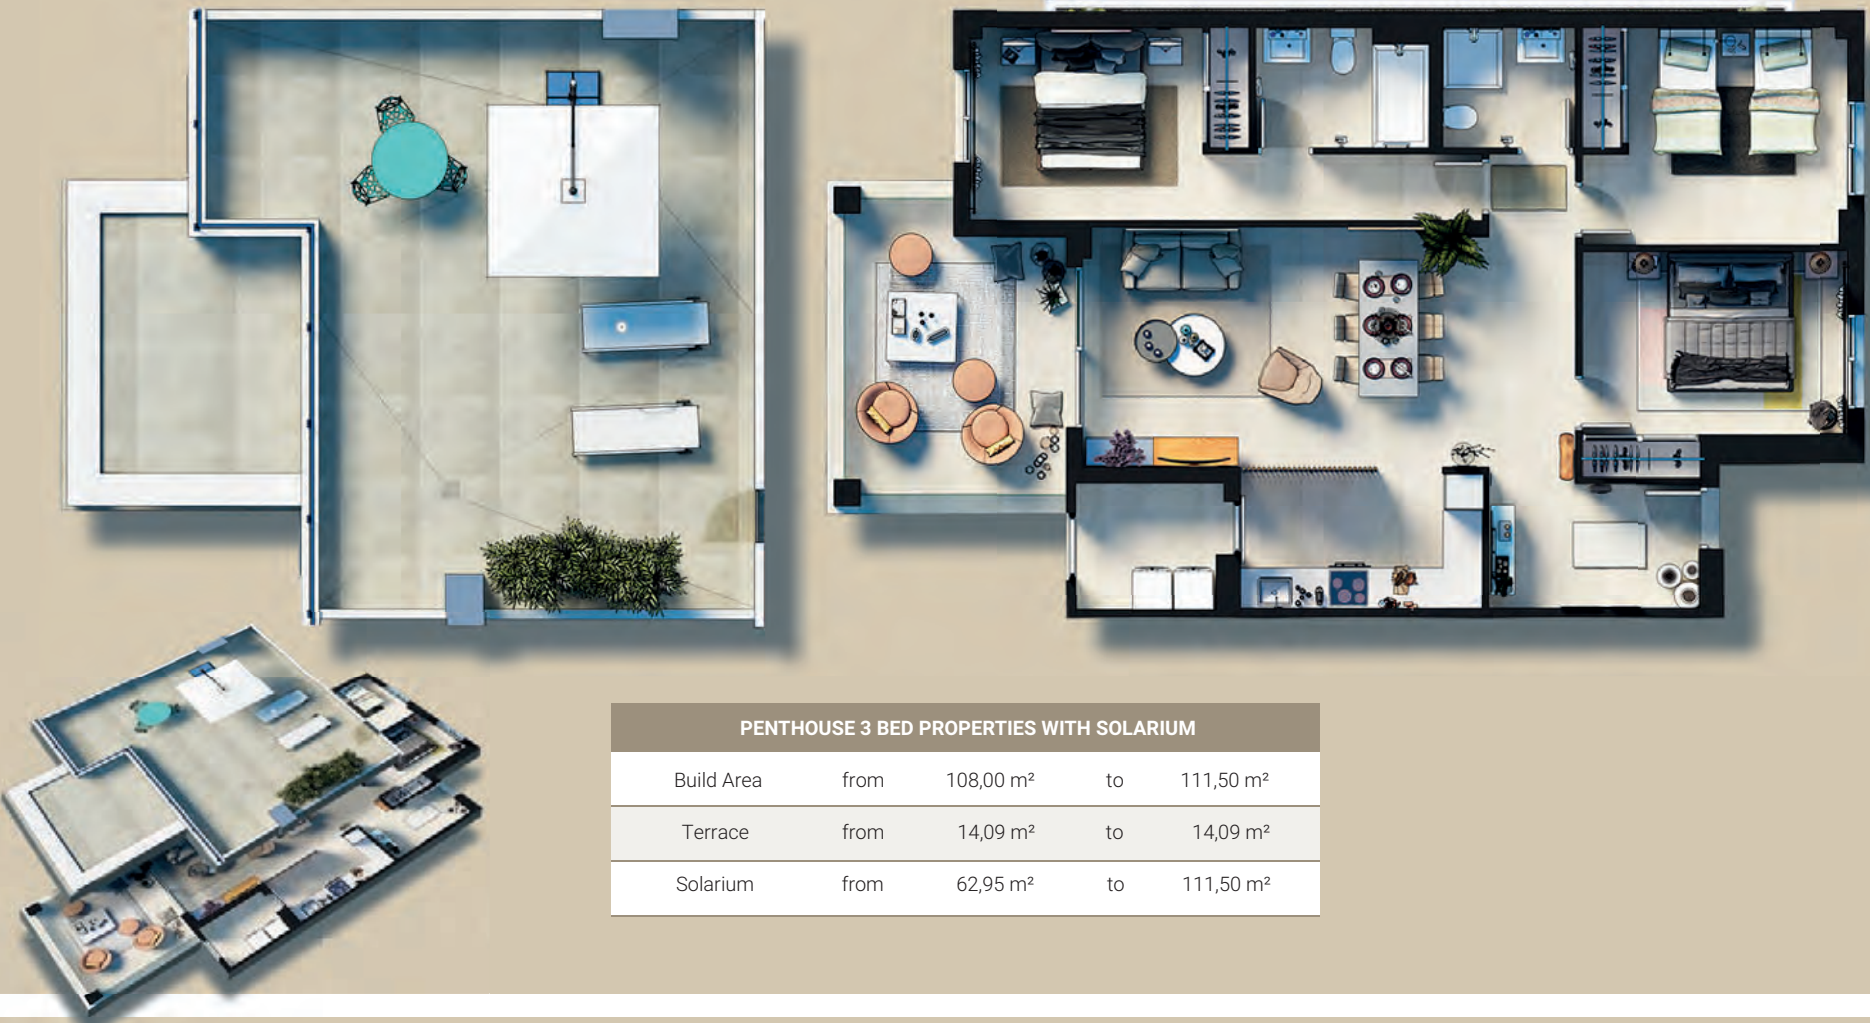 PENTHOUSE 3 BED PROPERTIES WITH SOLARIUM
Build Area from 108,00 m² to 111,50 m²
Terrace from 14,09 m² to 14,09 m²
Solarium from 62,95 m² to 111,50 m²